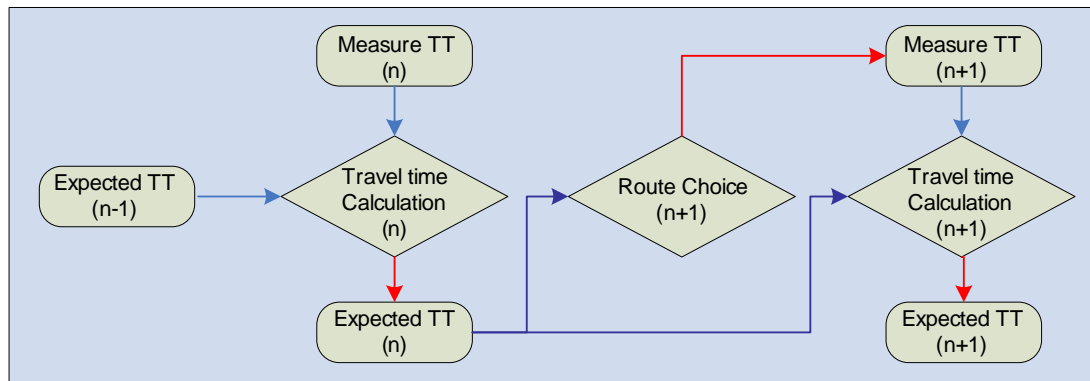 Measure TT
(n)
Measure TT
(n+1)
Expected TT
(n-1)
Travel time
Calculation
(n)
Route Choice
(n+1)
Travel time
Calculation
(n+1)
Expected TT
(n)
Expected TT
(n+1)